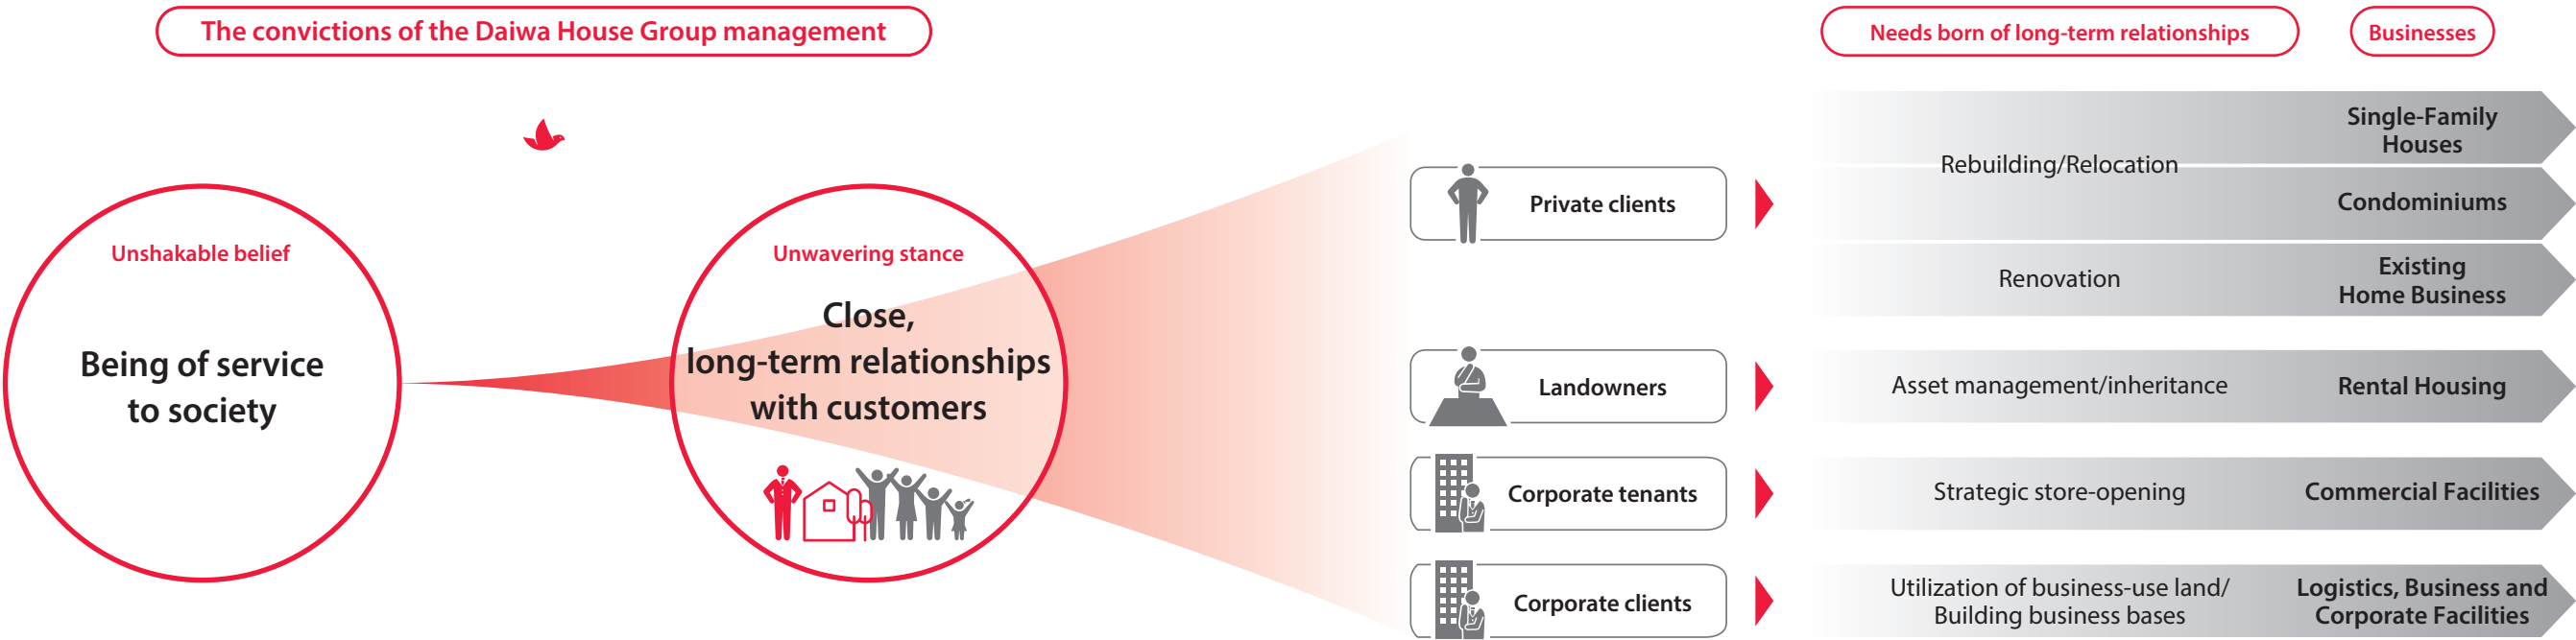 The convictions of the Daiwa House Group management
Needs born of long-term relationships
Businesses
Unshakable belief
Being of service
to society
Unwavering stance
Close,
long-term relationships
with customers
Private clients
Rebuilding/Relocation
Single-Family
Houses
Condominiums
Renovation
Existing
Home Business
Landowners
Asset management/inheritance
Rental Housing
Corporate tenants
Strategic store-opening
Commercial Facilities
Corporate clients
Utilization of business-use land/
Building business bases
Logistics, Business and
Corporate Facilities